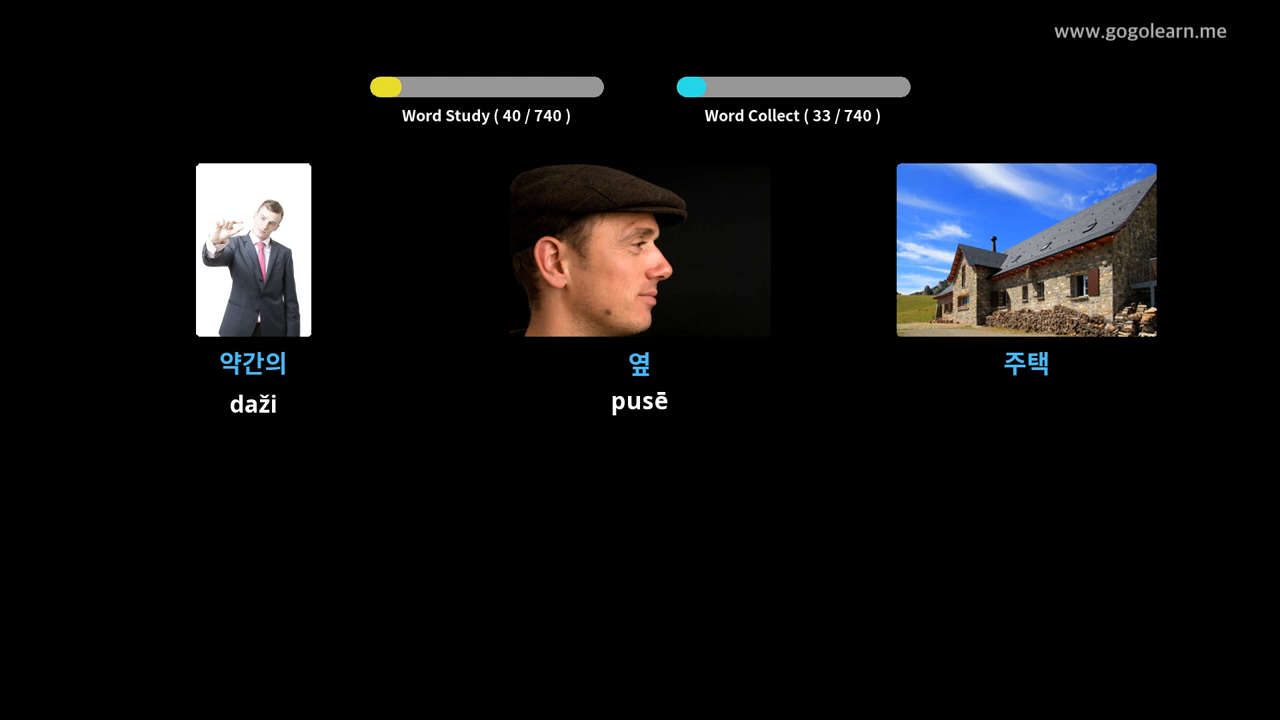 www.gogolearn.me
Word Study ( 40 / 740 )
Word Collect ( 33 / 740 )
약간의
옆
주택
daži
pusē